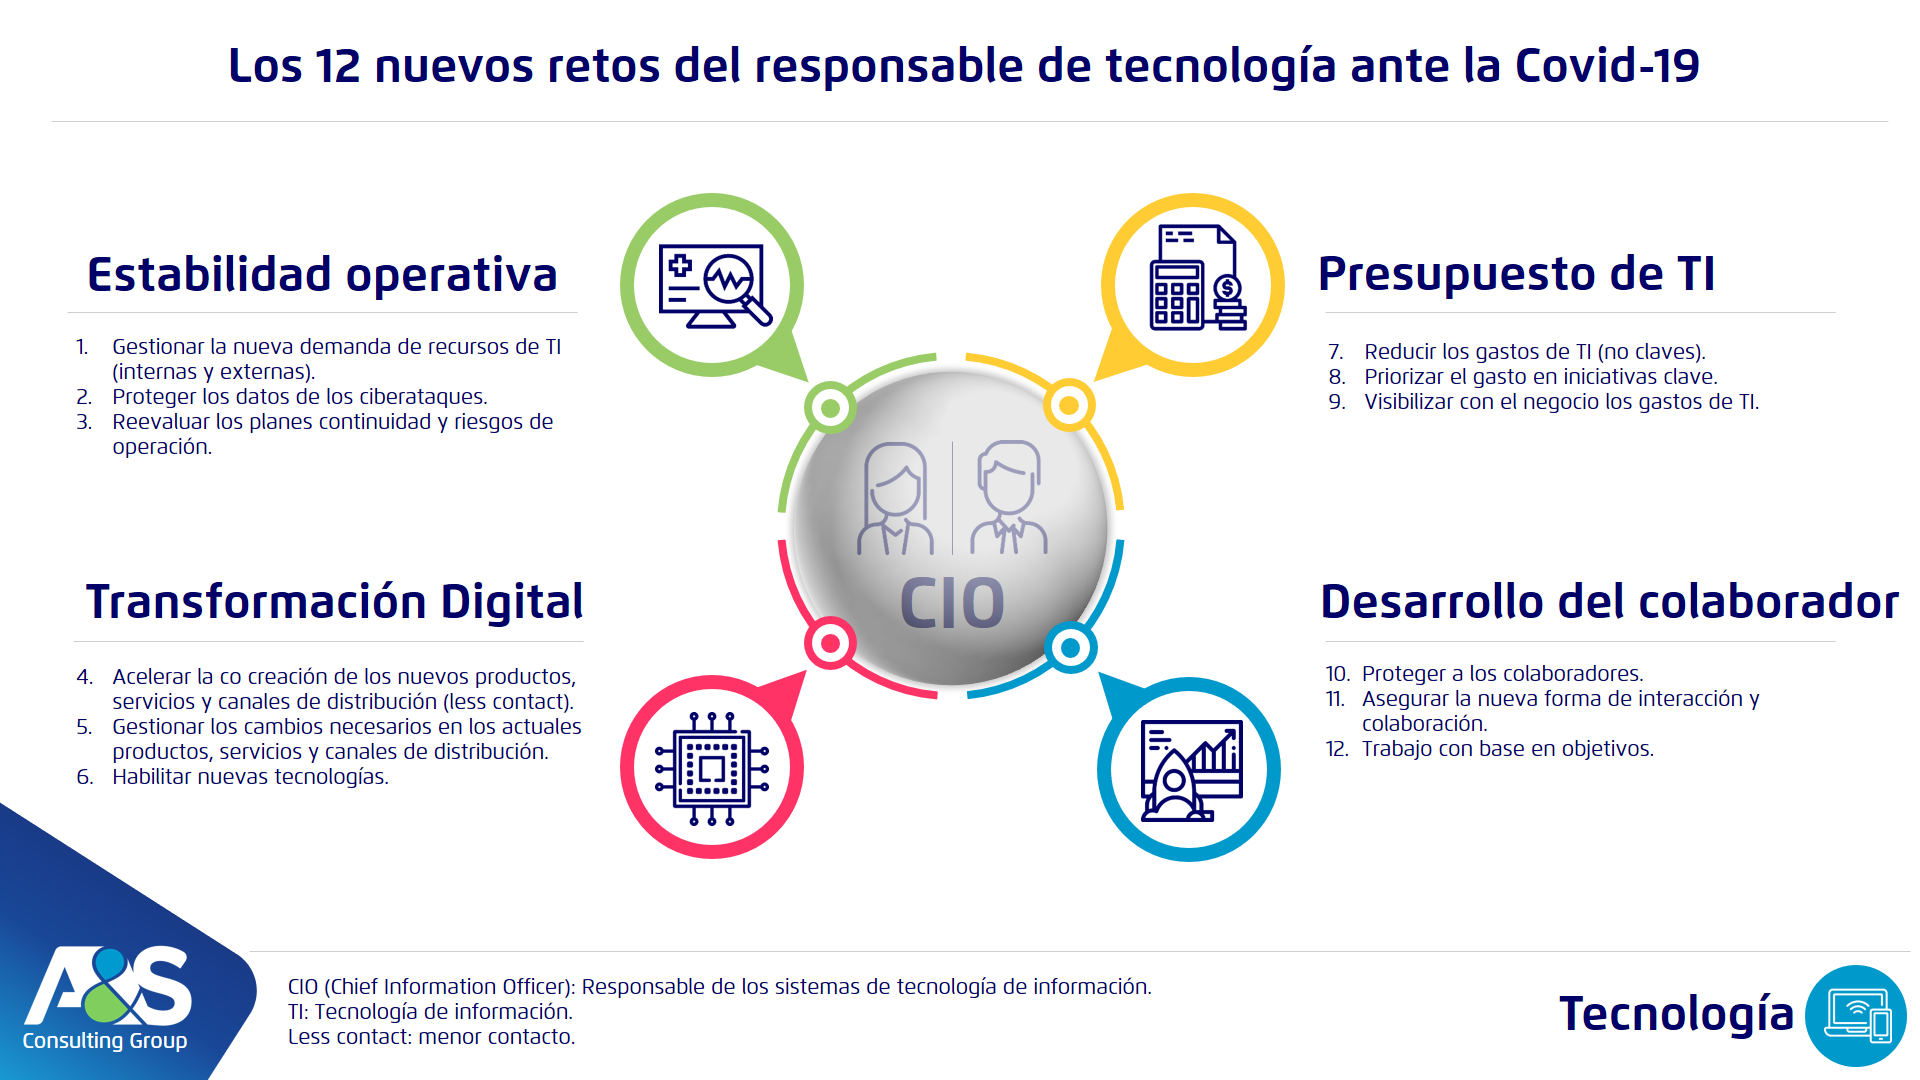 Los 12 nuevos retos del responsable de tecnología ante la Covid-19
Estabilidad operativa
1. Gestionar la nueva demanda de recursos de TI
(internas y externas).
2. Proteger los datos de los ciberataques.
3. Reevaluar los planes continuidad y riesgos de
operación.
Presupuesto de TI
7. Reducir los gastos de TI (no claves).
8. Priorizar el gasto en iniciativas clave.
9. Visibilizar con el negocio los gastos de TI.
$
CIO
Transformación Digital
4. Acelerar la co creación de los nuevos productos,
servicios y canales de distribución (less contact).
5. Gestionar los cambios necesarios en los actuales
productos, servicios y canales de distribución.
6. Habilitar nuevas tecnologías.
Desarrollo del colaborador
10. Proteger a los colaboradores.
11. Asegurar la nueva forma de interacción y
colaboración.
12. Trabajo con base en objetivos.
A&S
Consulting Group
CIO (Chief Information Officer): Responsable de los sistemas de tecnología de información.
TI: Tecnología de información.
Less contact: menor contacto.
Tecnología